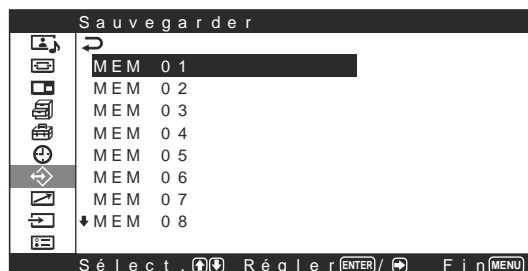 Sauvegarder
MEM 01
MEM 02
MEM 03
MEM 04
MEM 05
MEM 06
MEM 07
MEM 08
Sélect. Régler ENTER / Fin MENU